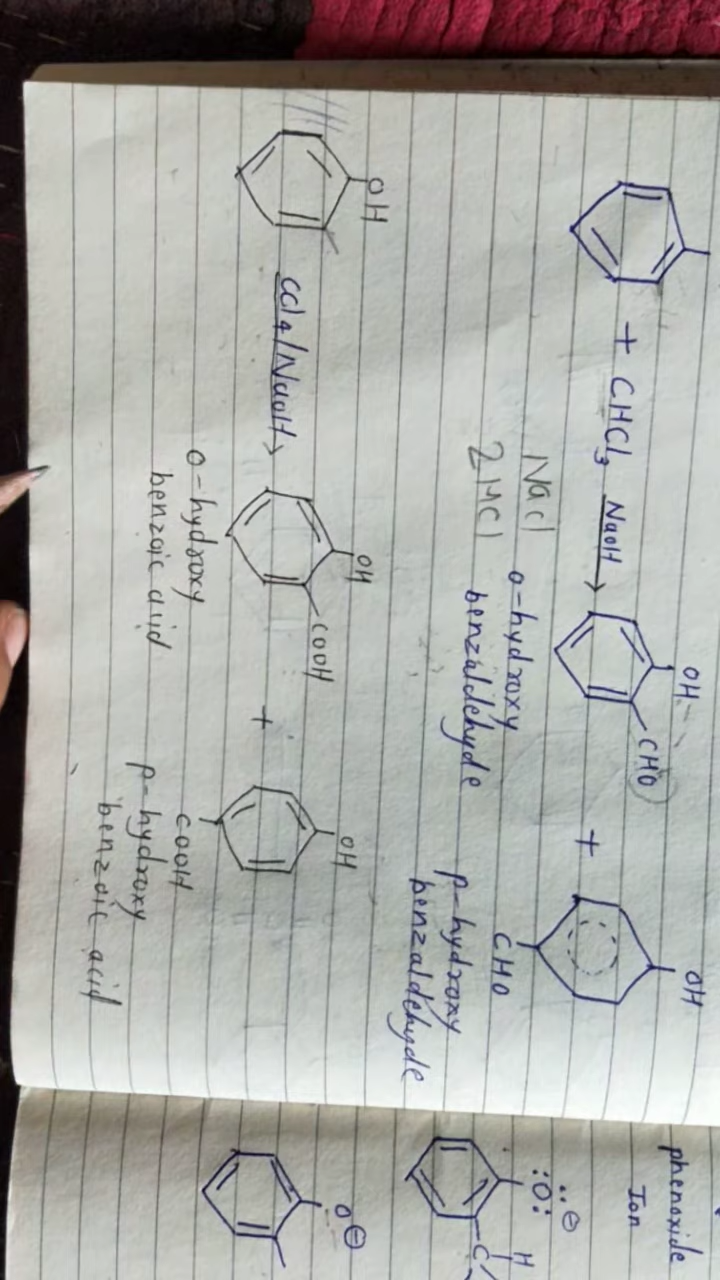 + CHCl3 NaOH →
OH
CHO
+
OH
CHO
Nacl
2HCl
o-hydroxy
benzaldehyde
p-hydroxy
benzaldehyde
OH
ccl4/NaOH →
OH
COOH
+
OH
COOH
o-hydroxy
benzoic acid
p-hydroxy
benzoic acid
phenoxide
Ion
:Ö: ⊖
H
C
O⊖